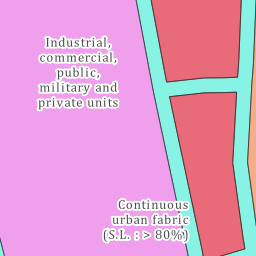 Industrial,
commercial,
public,
military and
private units
Continuous
urban fabric
(S.L. : > 80%)